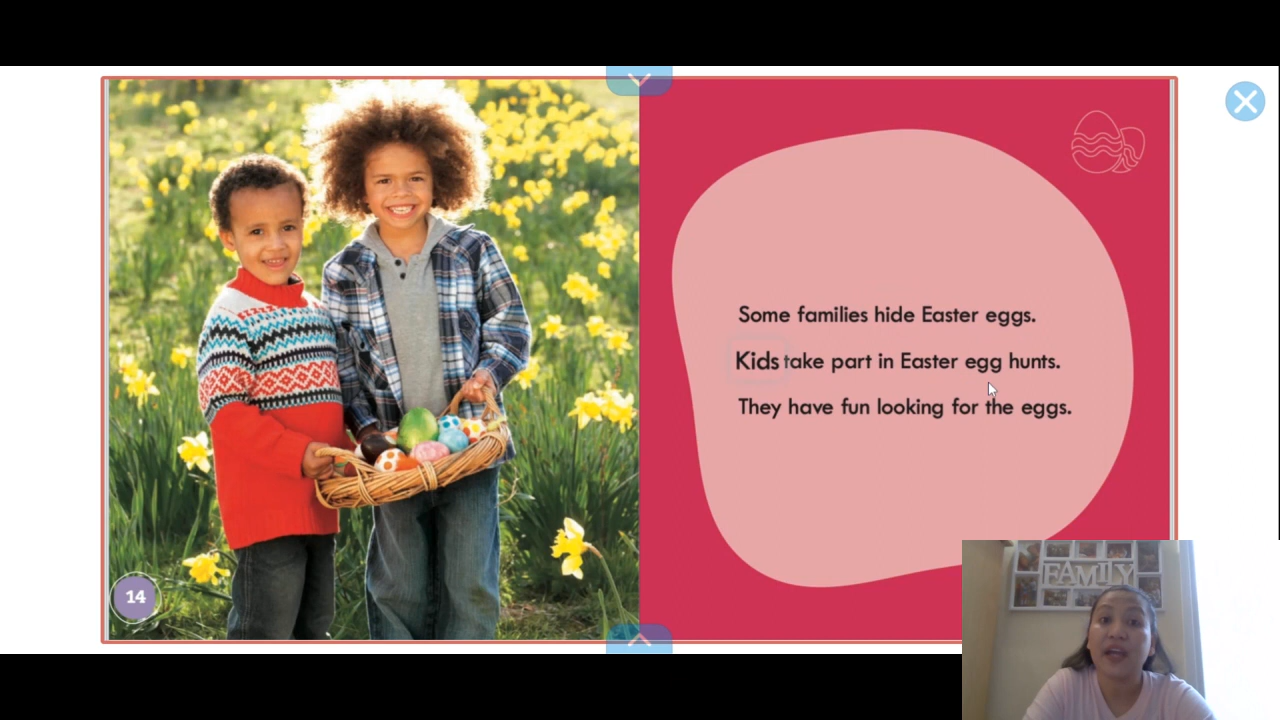 Some families hide Easter eggs.
Kids take part in Easter egg hunts.
They have fun looking for the eggs.
14
FAMILY